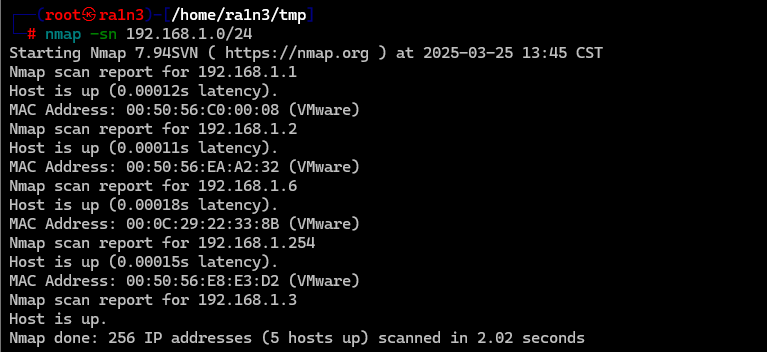 ──(root㉿ra1n3)-[/home/ra1n3/tmp]
└─# nmap -sn 192.168.1.0/24
Starting Nmap 7.94SVN ( https://nmap.org ) at 2025-03-25 13:45 CST
Nmap scan report for 192.168.1.1
Host is up (0.00012s latency).
MAC Address: 00:50:56:C0:00:08 (VMware)
Nmap scan report for 192.168.1.2
Host is up (0.00011s latency).
MAC Address: 00:50:56:EA:A2:32 (VMware)
Nmap scan report for 192.168.1.6
Host is up (0.00018s latency).
MAC Address: 00:0C:29:22:33:8B (VMware)
Nmap scan report for 192.168.1.254
Host is up (0.00015s latency).
MAC Address: 00:50:56:E8:E3:D2 (VMware)
Nmap scan report for 192.168.1.3
Host is up.
Nmap done: 256 IP addresses (5 hosts up) scanned in 2.02 seconds